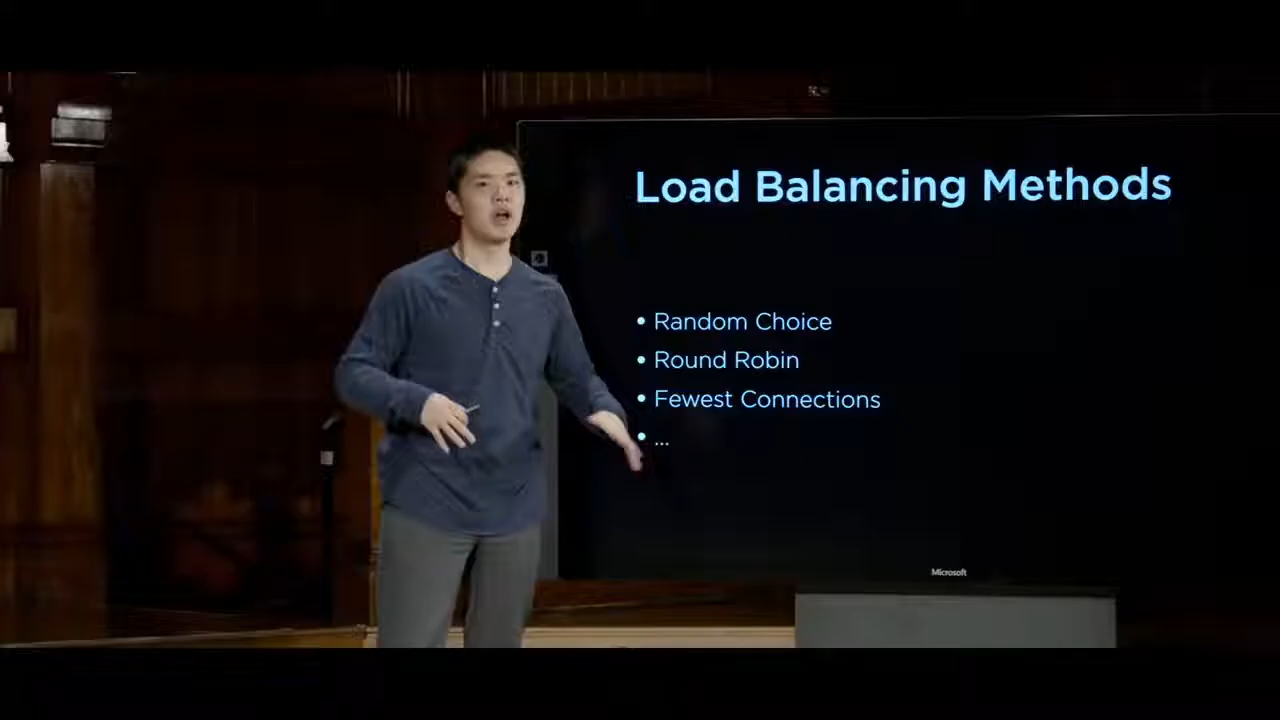 Load Balancing Methods
• Random Choice
• Round Robin
• Fewest Connections
• ...
Microsoft